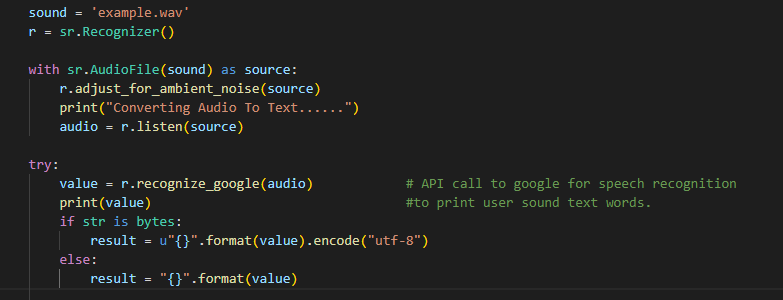 sound = 'example.wav'
r = sr.Recognizer()

with sr.AudioFile(sound) as source:
    r.adjust_for_ambient_noise(source)
    print("Converting Audio To Text......")
    audio = r.listen(source)

try:
    value = r.recognize_google(audio)            # API call to google for speech recognition
    print(value)                                 #to print user sound text words.
    if str is bytes:
        result = u"{}".format(value).encode("utf-8")
    else:
        result = "{}".format(value)